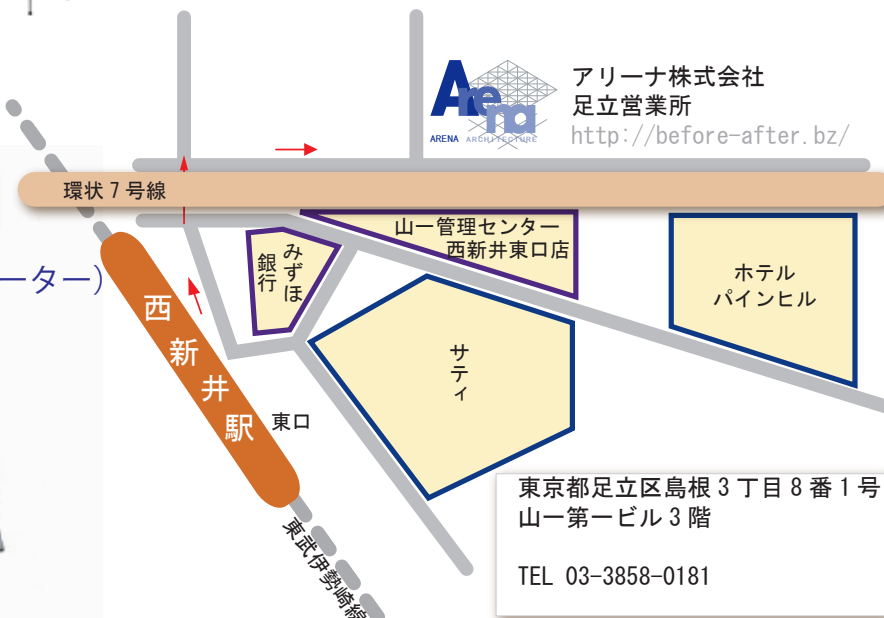 Arena
ARENA ARCHITECTURE
アリーナ株式会社
足立営業所
http://before-after.bz/
環状7号線
山一管理センター
西新井東口店
みずほ
銀行
ホテル
パインヒル
ーター)
西新井駅
東口
サティ
東武伊勢崎線
東京都足立区島根3丁目8番1号
山一第一ビル3階
TEL 03-3858-0181